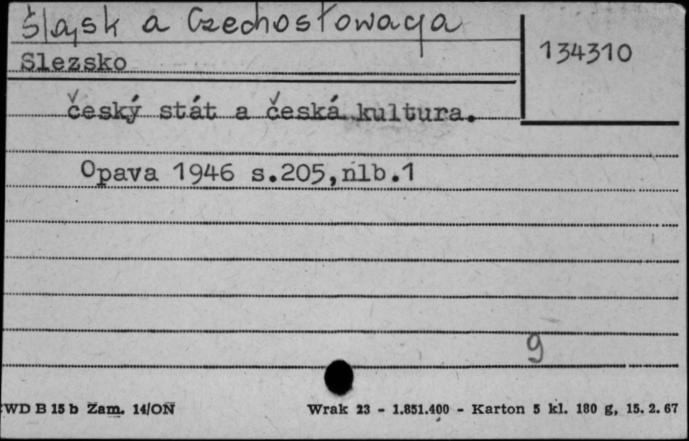 Śląsk a Czechosłowacja
134310
Slezsko
český stát a česká kultura.
Opava 1946 s.205,nlb.1
9
WD B 15 b Zam. 14/ON
Wrak 23 - 1.851.400 - Karton 5 kl. 180 g, 15. 2. 67